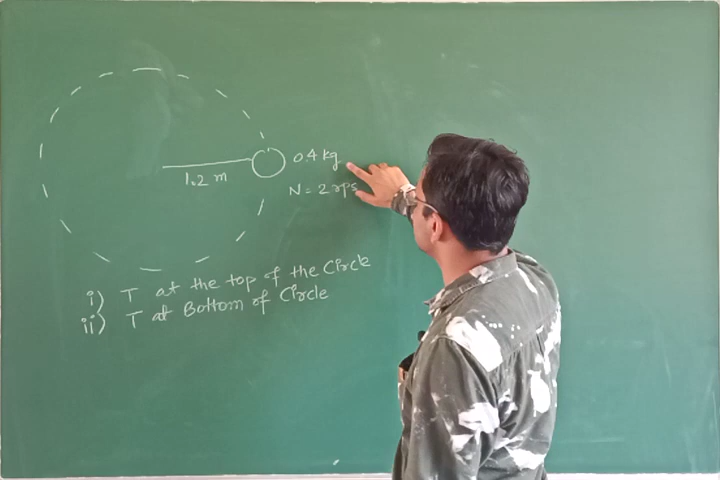 0.4 kg
1.2 m
N = 2 rps
i) T at the top of the Circle
ii) T at Bottom of Circle